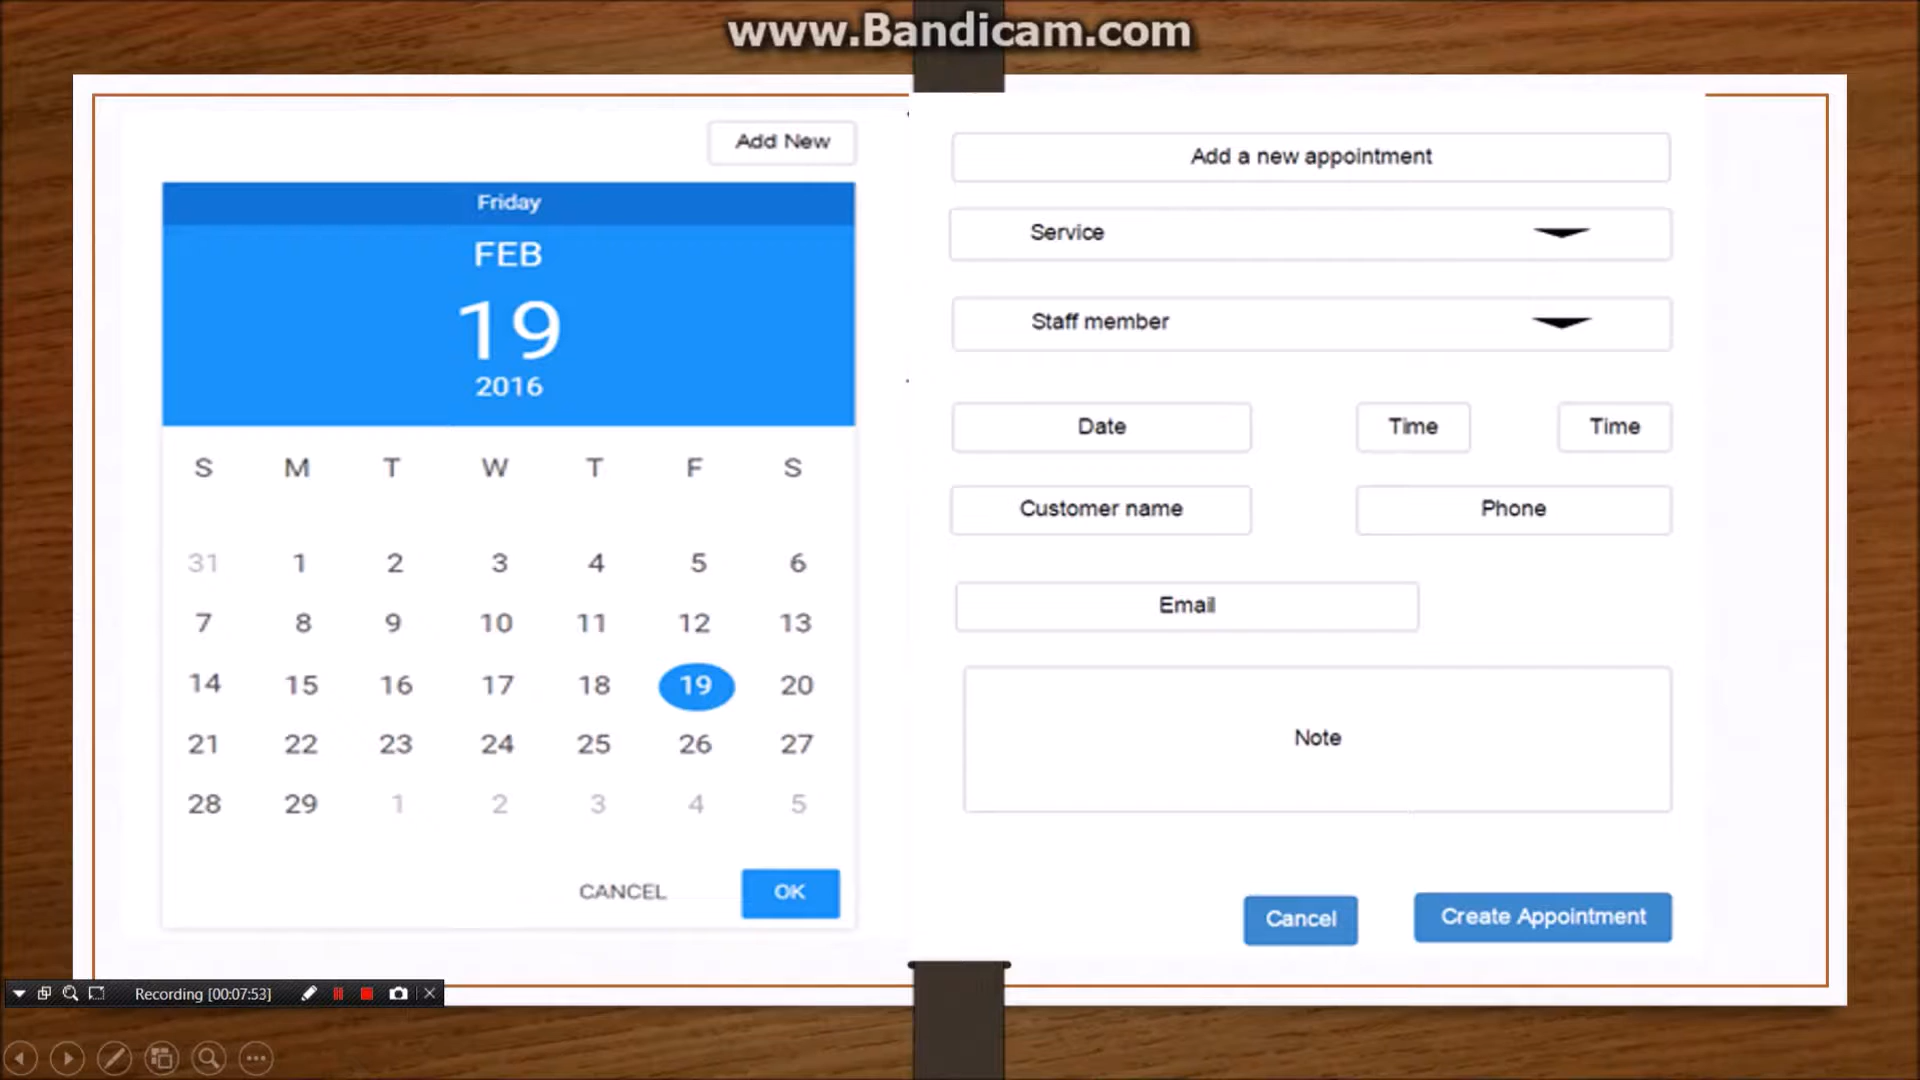 www.Bandicam.com
Add New
Friday
FEB
19
2016
S M T W T F S
31 1 2 3 4 5 6
7 8 9 10 11 12 13
14 15 16 17 18 19 20
21 22 23 24 25 26 27
28 29 1 2 3 4 5
CANCEL OK
Add a new appointment
Service
Staff member
Date Time Time
Customer name Phone
Email
Note
Cancel Create Appointment
Recording [00:07:53]